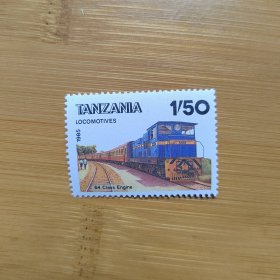 TANZANIA
LOCOMOTIVES
1'50
1985
64 Class Engine